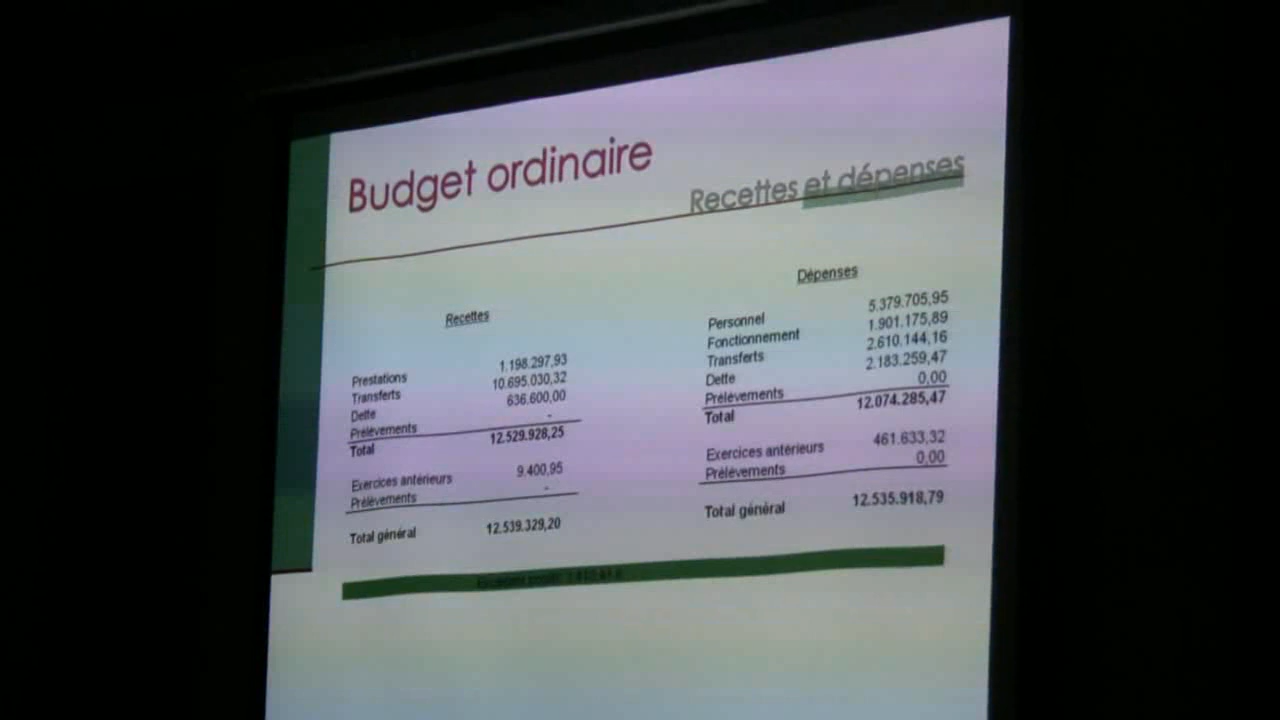 Budget ordinaire
Recettes et dépenses
Recettes
Prestations 1.198.297,93
Transferts 10.695.030,32
Dette 636.600,00
Prélèvements -
Total 12.529.928,25
Exercices antérieurs 9.400,95
Prélèvements -
Total général 12.539.329,20
Dépenses
Personnel 5.379.705,95
Fonctionnement 1.901.175,89
Transferts 2.610.144,16
Dette 2.183.259,47
Prélèvements 0,00
Total 12.074.285,47
Exercices antérieurs 461.633,32
Prélèvements 0,00
Total général 12.535.918,79